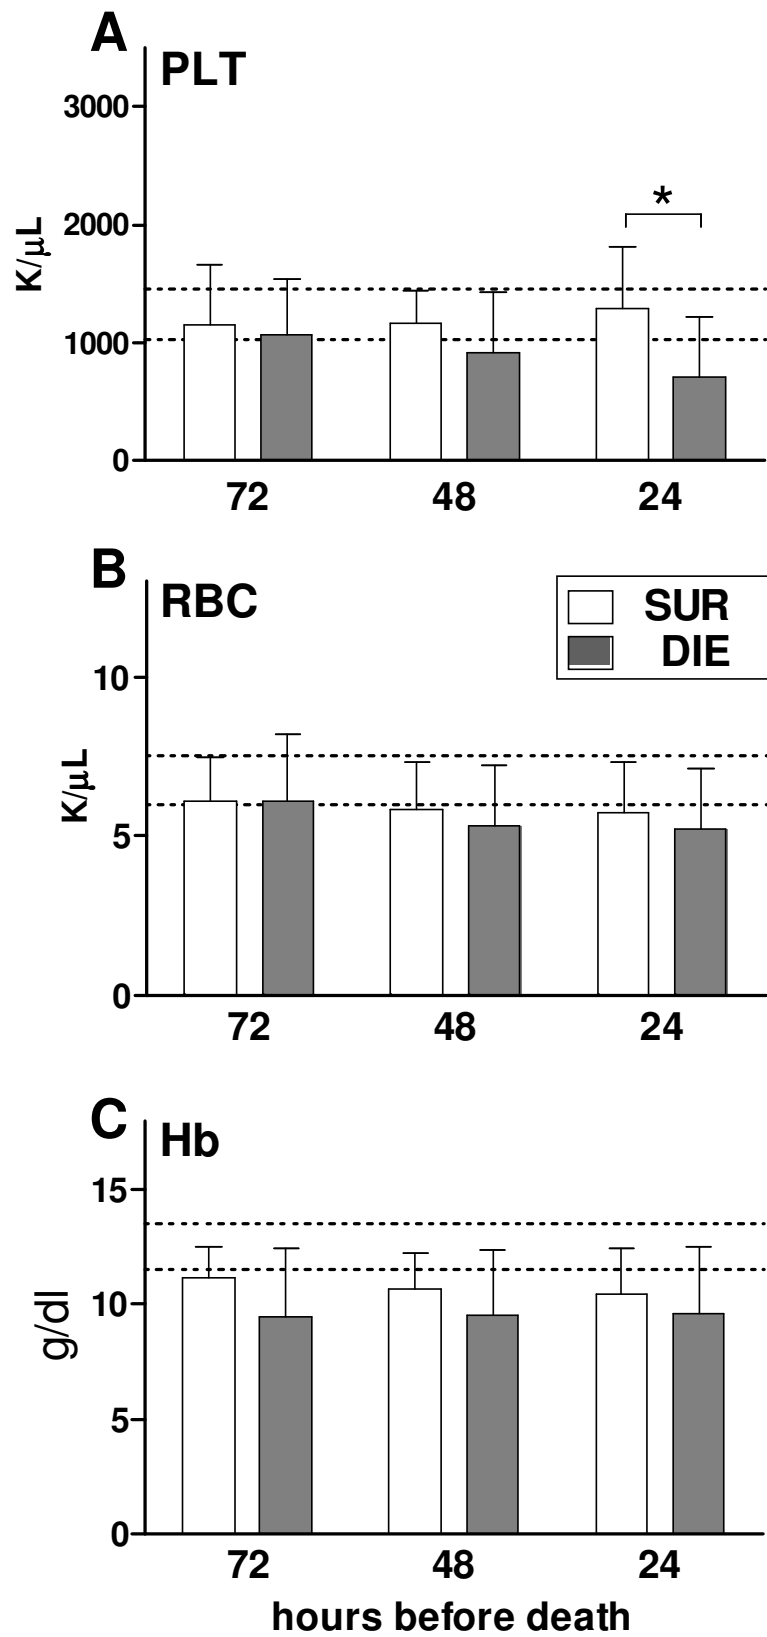 A
PLT
3000
2000
1000
0
K/μL
*
72 48 24
B
RBC
SUR
DIE
10
5
0
K/μL
72 48 24
C
Hb
15
10
5
0
g/dl
72 48 24
hours before death